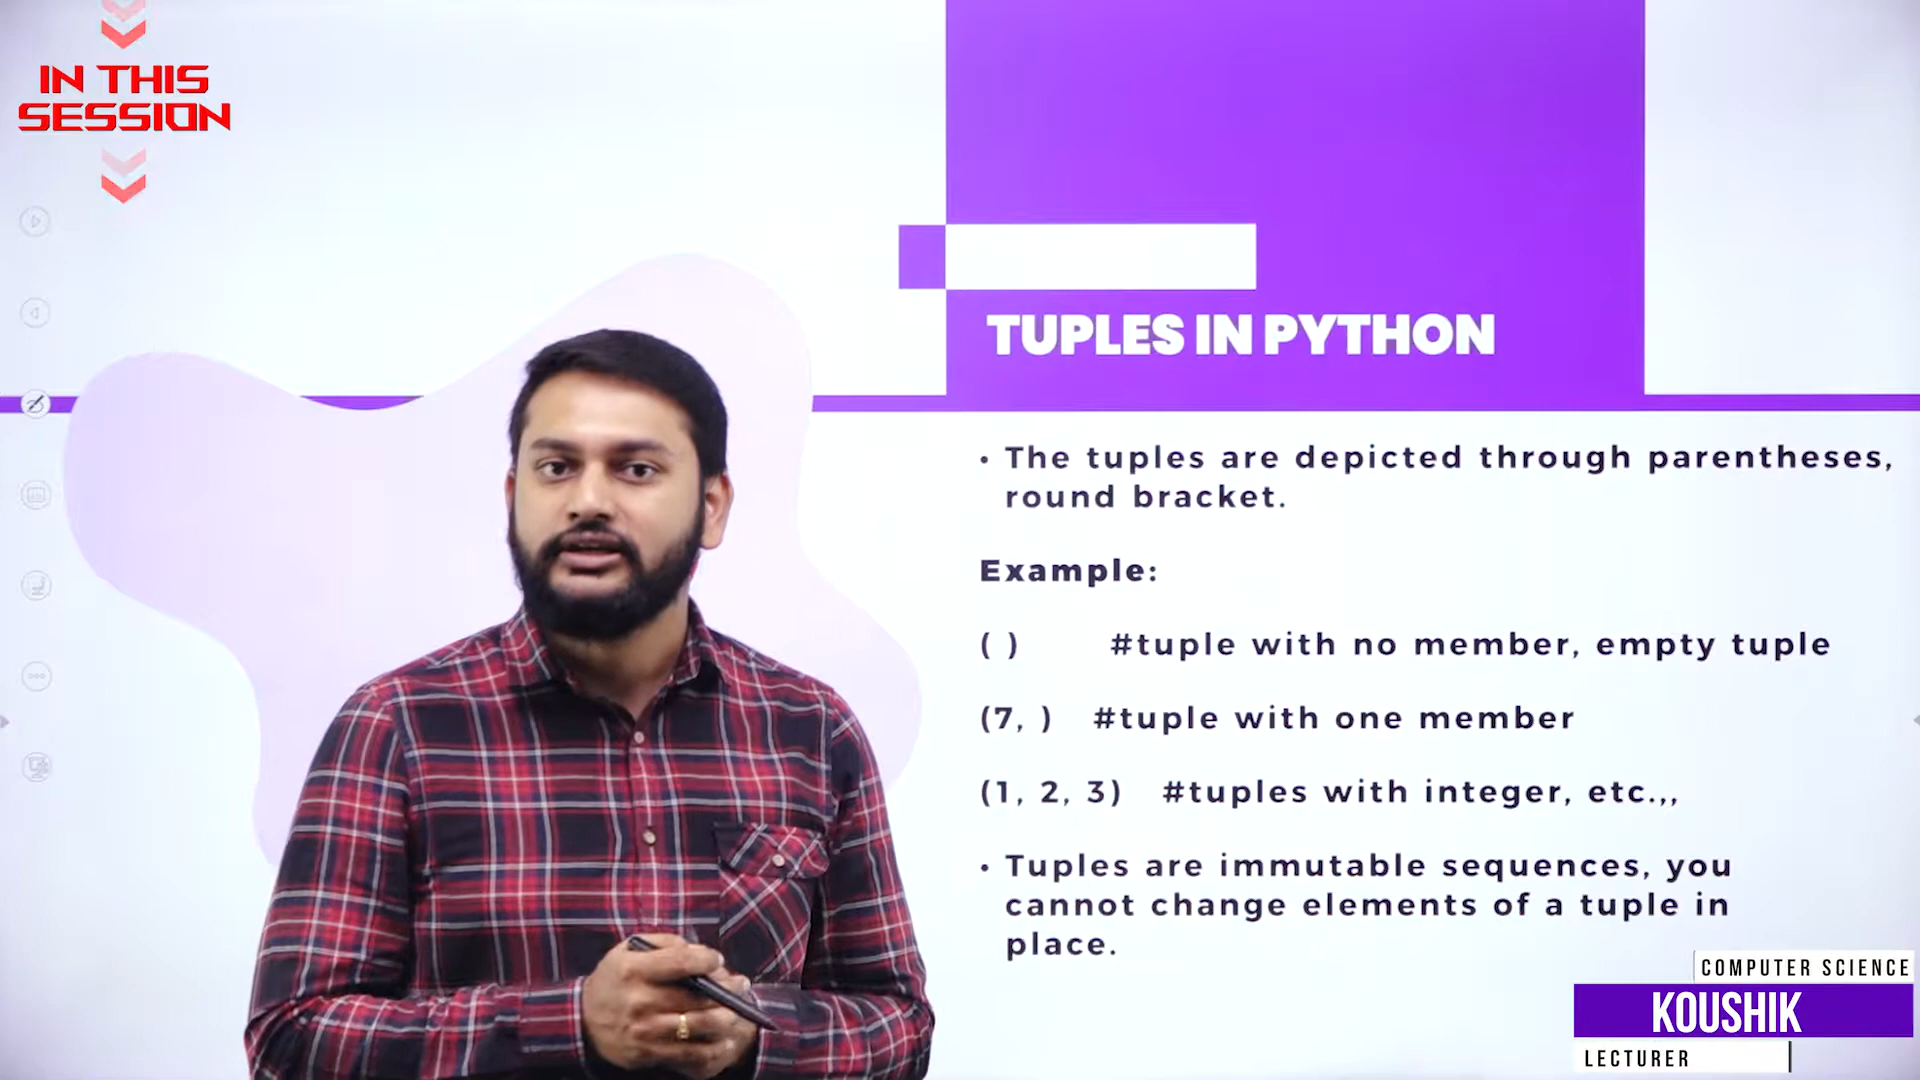 IN THIS
SESSION
TUPLES IN PYTHON
• The tuples are depicted through parentheses,
round bracket.
Example:
( ) #tuple with no member, empty tuple
(7, ) #tuple with one member
(1, 2, 3) #tuples with integer, etc.,,
• Tuples are immutable sequences, you
cannot change elements of a tuple in
place.
COMPUTER SCIENCE
KOUSHIK
LECTURER